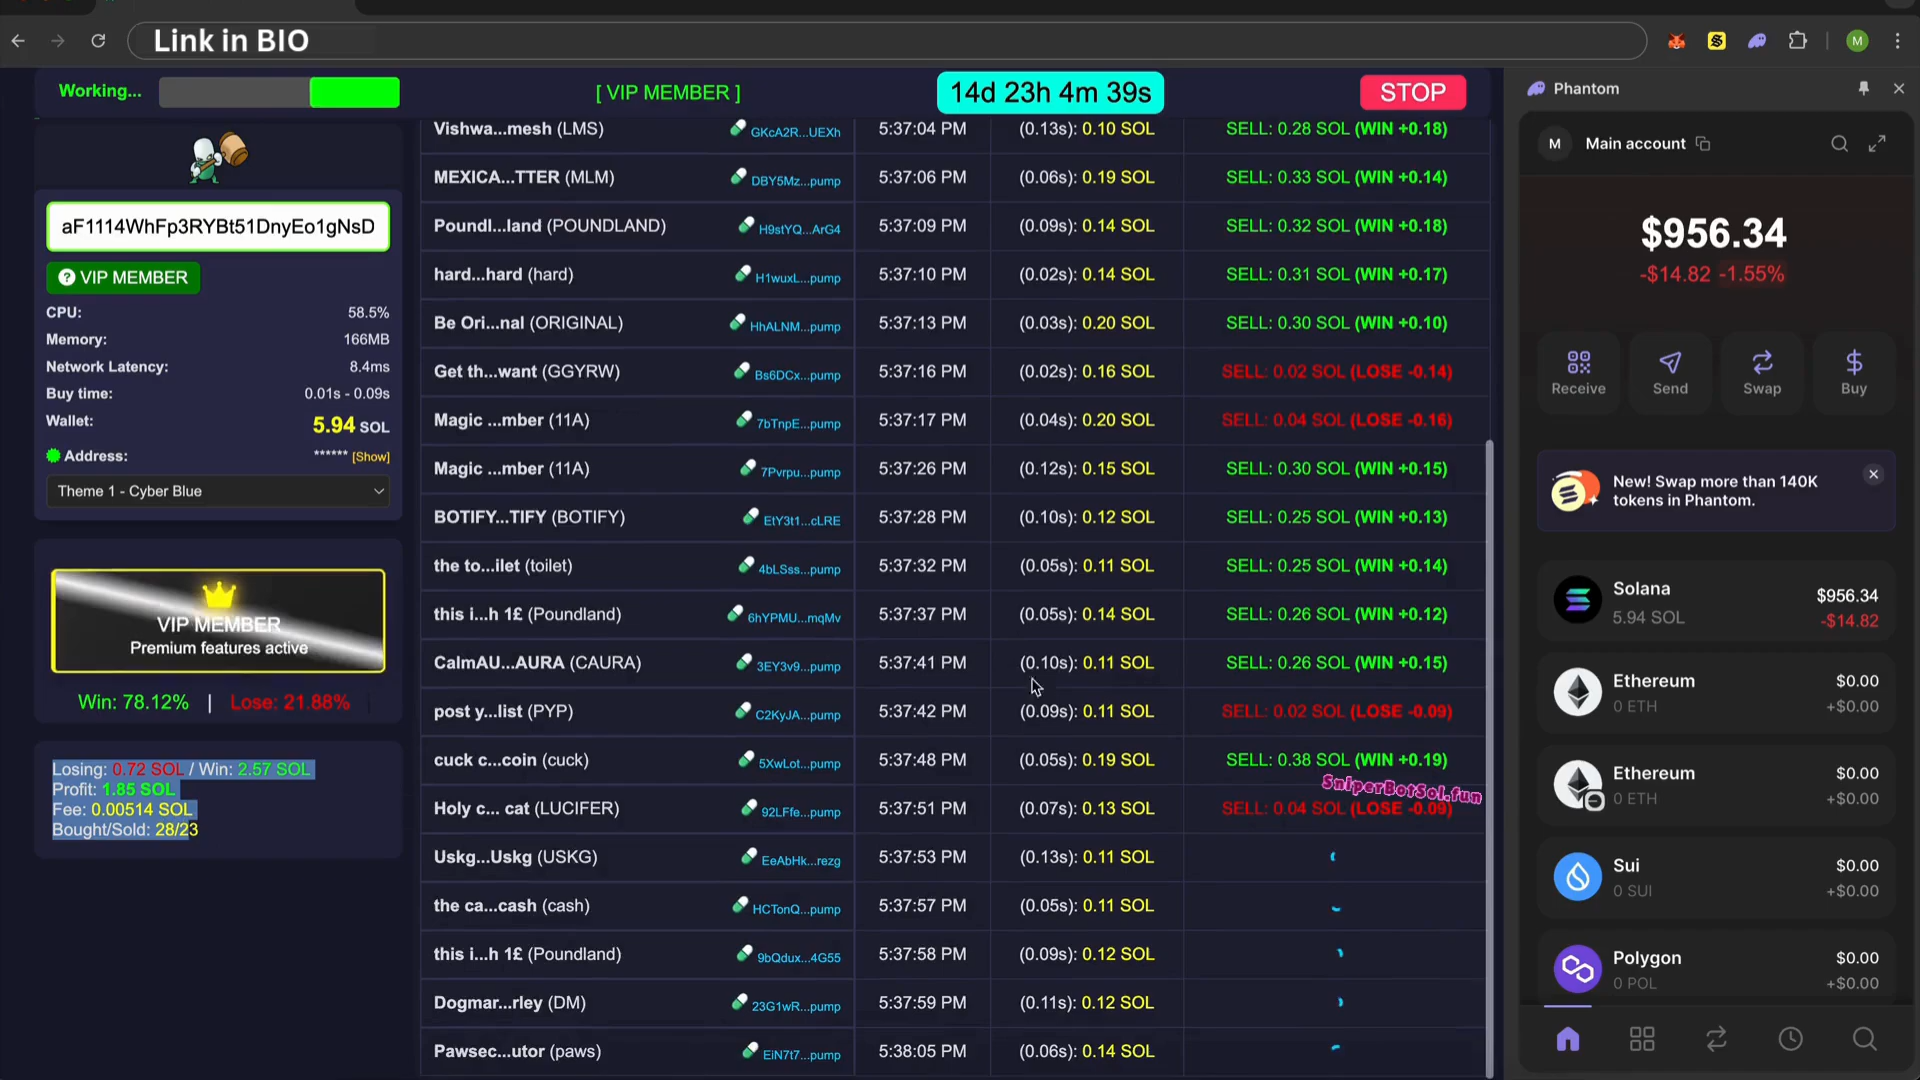 Link in BIO
M
Working...
[ VIP MEMBER ]
14d 23h 4m 39s
STOP
aF1114WhFp3RYBt51DnyEo1gNsD
? VIP MEMBER
CPU: 58.5%
Memory: 166MB
Network Latency: 8.4ms
Buy time: 0.01s - 0.09s
Wallet: 5.94 SOL
Address: ****** [Show]
Theme 1 - Cyber Blue
VIP MEMBER
Premium features active
Win: 78.12% | Lose: 21.88%
Losing: 0.72 SOL / Win: 2.57 SOL
Profit: 1.85 SOL
Fee: 0.00514 SOL
Bought/Sold: 28/23
Vishwa...mesh (LMS) GKcA2R...UEXh 5:37:04 PM (0.13s): 0.10 SOL SELL: 0.28 SOL (WIN +0.18)
MEXICA...TTER (MLM) DBY5Mz...pump 5:37:06 PM (0.06s): 0.19 SOL SELL: 0.33 SOL (WIN +0.14)
Poundl...land (POUNDLAND) H9stYQ...ArG4 5:37:09 PM (0.09s): 0.14 SOL SELL: 0.32 SOL (WIN +0.18)
hard...hard (hard) H1wuxL...pump 5:37:10 PM (0.02s): 0.14 SOL SELL: 0.31 SOL (WIN +0.17)
Be Ori...nal (ORIGINAL) HhALNM...pump 5:37:13 PM (0.03s): 0.20 SOL SELL: 0.30 SOL (WIN +0.10)
Get th...want (GGYRW) Bs6DCx...pump 5:37:16 PM (0.02s): 0.16 SOL SELL: 0.02 SOL (LOSE -0.14)
Magic ...mber (11A) 7bTnpE...pump 5:37:17 PM (0.04s): 0.20 SOL SELL: 0.04 SOL (LOSE -0.16)
Magic ...mber (11A) 7Pvrpu...pump 5:37:26 PM (0.12s): 0.15 SOL SELL: 0.30 SOL (WIN +0.15)
BOTIFY...TIFY (BOTIFY) EtY3t1...cLRE 5:37:28 PM (0.10s): 0.12 SOL SELL: 0.25 SOL (WIN +0.13)
the to...ilet (toilet) 4bLSss...pump 5:37:32 PM (0.05s): 0.11 SOL SELL: 0.25 SOL (WIN +0.14)
this i...h 1£ (Poundland) 6hYPMU...mqMv 5:37:37 PM (0.05s): 0.14 SOL SELL: 0.26 SOL (WIN +0.12)
CalmAU...AURA (CAURA) 3EY3v9...pump 5:37:41 PM (0.10s): 0.11 SOL SELL: 0.26 SOL (WIN +0.15)
post y...list (PYP) C2KyJA...pump 5:37:42 PM (0.09s): 0.11 SOL SELL: 0.02 SOL (LOSE -0.09)
cuck c...coin (cuck) 5XwLot...pump 5:37:48 PM (0.05s): 0.19 SOL SELL: 0.38 SOL (WIN +0.19)
SniperBotSol.fun
Holy c... cat (LUCIFER) 92LFfe...pump 5:37:51 PM (0.07s): 0.13 SOL SELL: 0.04 SOL (LOSE -0.09)
Uskg...Uskg (USKG) EeAbHk...rezg 5:37:53 PM (0.13s): 0.11 SOL
the ca...cash (cash) HCTonQ...pump 5:37:57 PM (0.05s): 0.11 SOL
this i...h 1£ (Poundland) 9bQdux...4G55 5:37:58 PM (0.09s): 0.12 SOL
Dogmar...rley (DM) 23G1wR...pump 5:37:59 PM (0.11s): 0.12 SOL
Pawsec...utor (paws) EiN7t7...pump 5:38:05 PM (0.06s): 0.14 SOL
Phantom
M Main account
$956.34
-$14.82 -1.55%
Receive Send Swap Buy
New! Swap more than 140K
tokens in Phantom.
Solana $956.34
5.94 SOL -$14.82
Ethereum $0.00
0 ETH +$0.00
Ethereum $0.00
0 ETH +$0.00
Sui $0.00
0 SUI +$0.00
Polygon $0.00
0 POL +$0.00